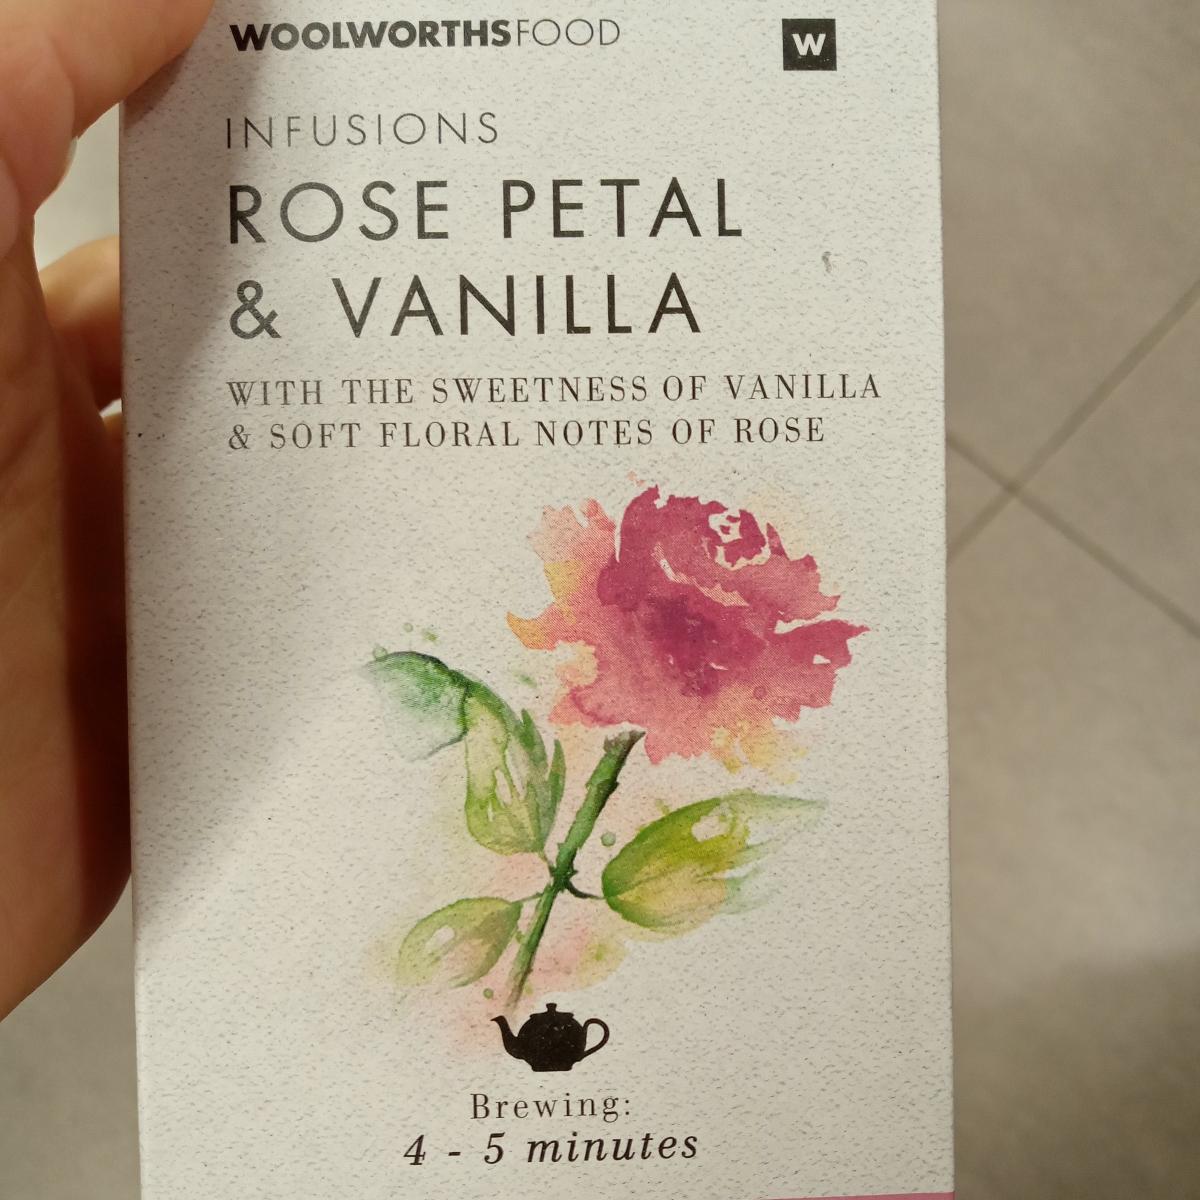 WOOLWORTHSFOOD
W
INFUSIONS
ROSE PETAL
& VANILLA
WITH THE SWEETNESS OF VANILLA
& SOFT FLORAL NOTES OF ROSE
Brewing:
4 - 5 minutes